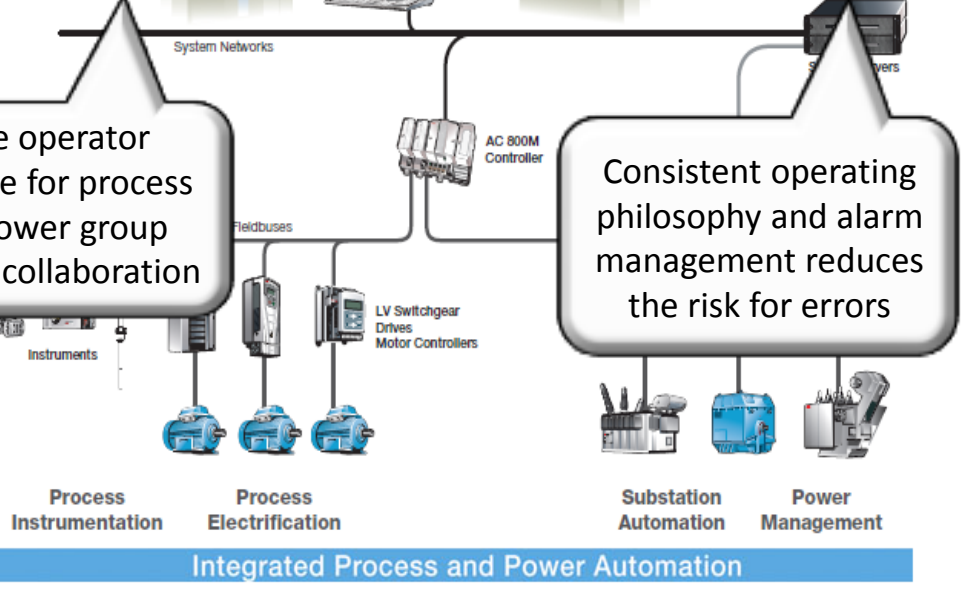 System Networks
AC 800M
Controller
operator
for process
group
collaboration
Consistent operating
philosophy and alarm
management reduces
the risk for errors
LV Switchgear
Drives
Motor Controllers
Instruments
Process
Instrumentation
Process
Electrification
Substation
Automation
Power
Management
Integrated Process and Power Automation